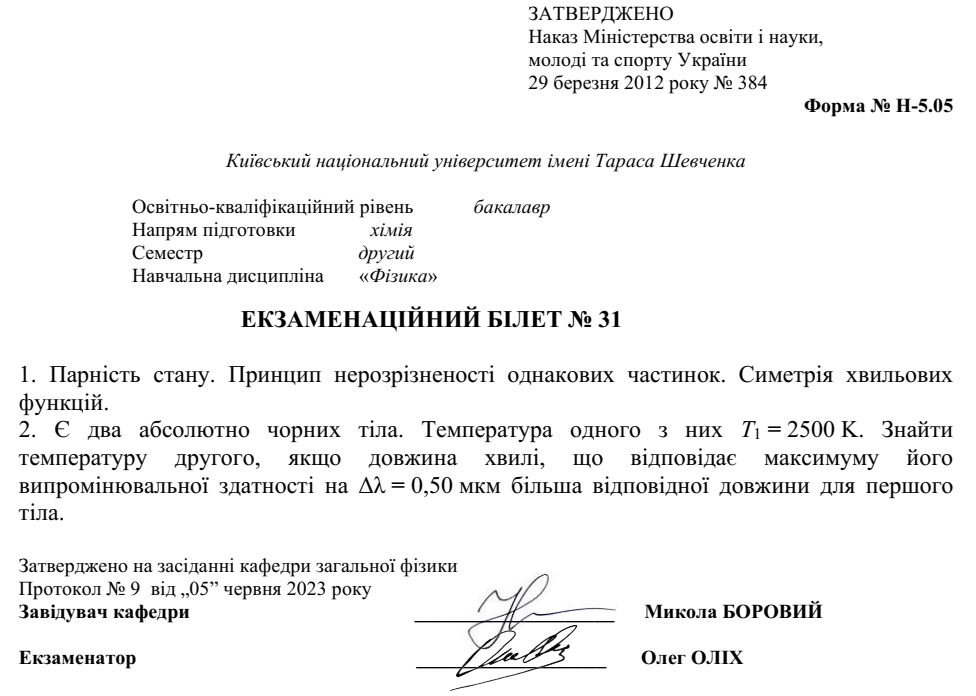 ЗАТВЕРДЖЕНО
Наказ Міністерства освіти і науки,
молоді та спорту України
29 березня 2012 року № 384
Форма № Н-5.05
Київський національний університет імені Тараса Шевченка
Освітньо-кваліфікаційний рівень бакалавр
Напрям підготовки хімія
Семестр другий
Навчальна дисципліна «Фізика»
ЕКЗАМЕНАЦІЙНИЙ БІЛЕТ № 31
1. Парність стану. Принцип нерозрізненості однакових частинок. Симетрія хвильових
функцій.
2. Є два абсолютно чорних тіла. Температура одного з них T₁ = 2500 K. Знайти
температуру другого, якщо довжина хвилі, що відповідає максимуму його
випромінювальної здатності на Δλ = 0,50 мкм більша відповідної довжини для першого
тіла.
Затверджено на засіданні кафедри загальної фізики
Протокол № 9 від „05” червня 2023 року
Завідувач кафедри Микола БОРОВИЙ
Екзаменатор Олег ОЛІХ